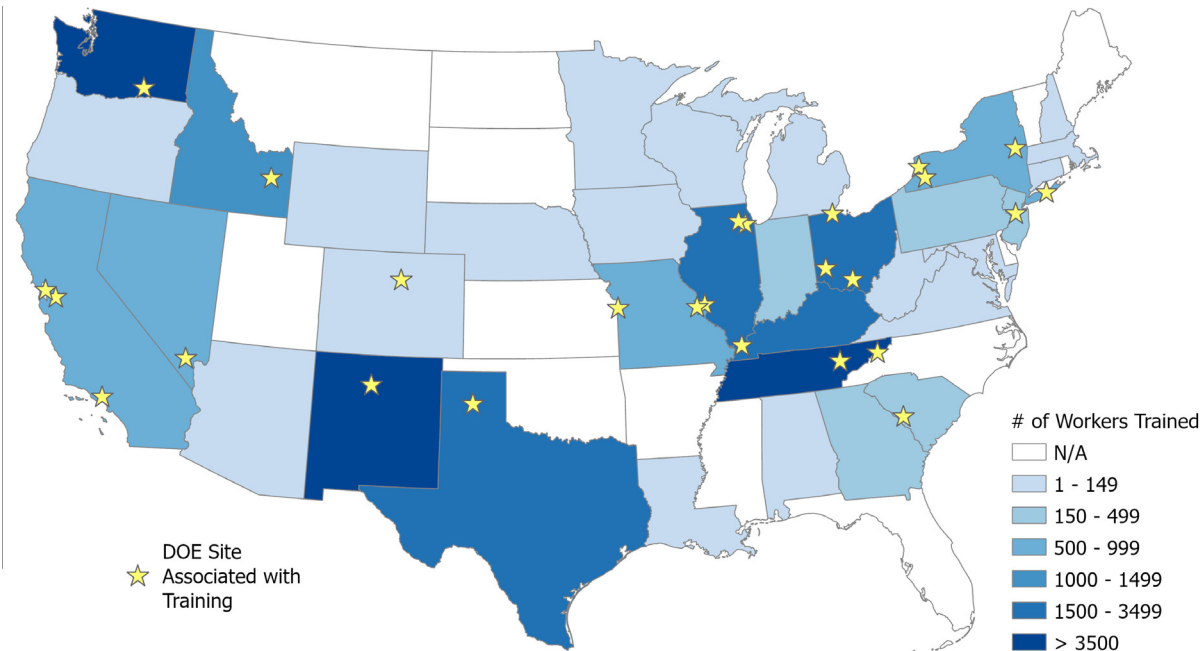 # of Workers Trained
N/A
1 - 149
150 - 499
500 - 999
1000 - 1499
1500 - 3499
> 3500
DOE Site
Associated with
Training